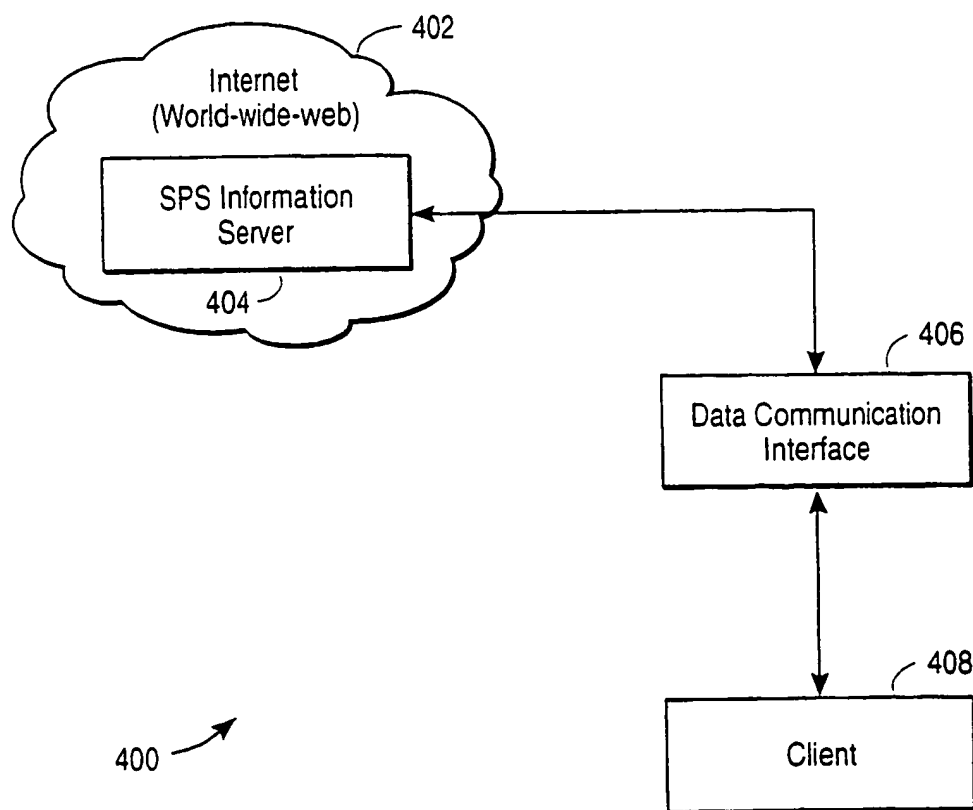 402
Internet
(World-wide-web)
SPS Information
Server
404
406
Data Communication
Interface
408
Client
400